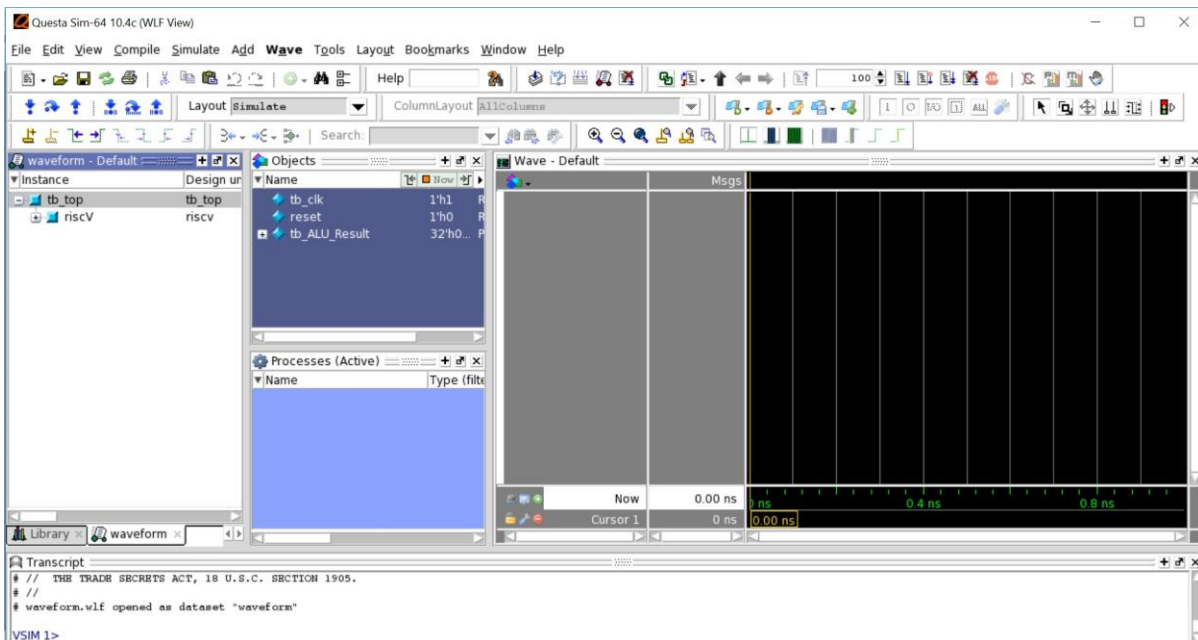 Questa Sim-64 10.4c (WLF View)
File Edit View Compile Simulate Add Wave Tools Layout Bookmarks Window Help
Help
100
Layout Simulate
ColumnLayout AllColumns
Search:
waveform - Default
Instance Design un
tb_top tb_top
riscV riscv
Library
waveform
Objects
Name Now
tb_clk 1'h1 R
reset 1'h0 R
tb_ALU_Result 32'h0... P
Processes (Active)
Name Type (filte
Wave - Default
Msgs
Now 0.00 ns
Cursor 1 0 ns
ns 0.4 ns 0.8 ns
0.00 ns
Transcript
# // THE TRADE SECRETS ACT, 18 U.S.C. SECTION 1905.
# //
# waveform.wlf opened as dataset "waveform"
VSIM 1>